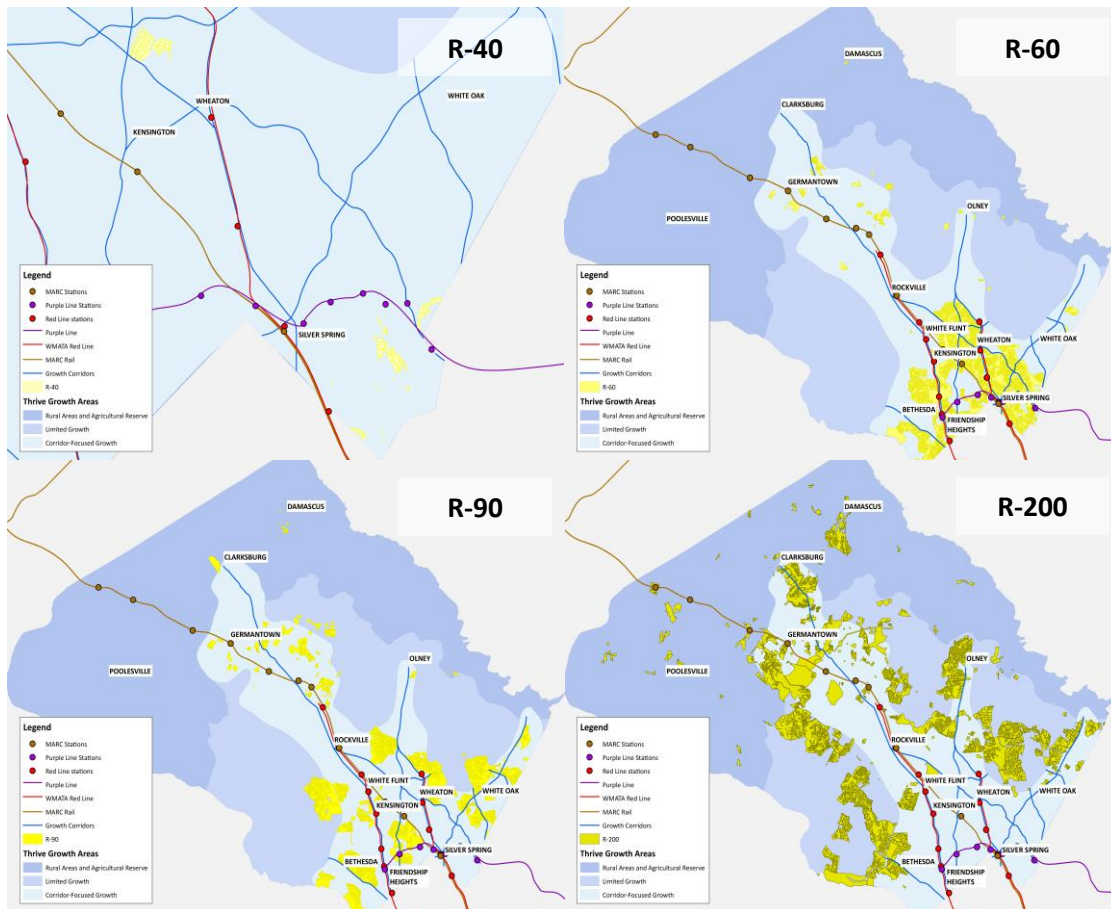 R-40
WHITE OAK
WHEATON
KENSINGTON
SILVER SPRING
Legend
MARC Stations
Purple Line Stations
Red Line stations
Purple Line
WMATA Red Line
MARC Rail
Growth Corridors
R-40
Thrive Growth Areas
Rural Areas and Agricultural Reserve
Limited Growth
Corridor-Focused Growth
R-60
DAMASCUS
CLARKSBURG
GERMANTOWN
POOLESVILLE
OLNEY
ROCKVILLE
WHITE FLINT
WHEATON
WHITE OAK
KENSINGTON
SILVER SPRING
BETHESDA
FRIENDSHIP
HEIGHTS
Legend
MARC Stations
Purple Line Stations
Red Line stations
Purple Line
WMATA Red Line
MARC Rail
Growth Corridors
R-60
Thrive Growth Areas
Rural Areas and Agricultural Reserve
Limited Growth
Corridor-Focused Growth
R-90
DAMASCUS
CLARKSBURG
GERMANTOWN
POOLESVILLE
OLNEY
ROCKVILLE
WHITE FLINT
WHEATON
WHITE OAK
KENSINGTON
SILVER SPRING
BETHESDA
FRIENDSHIP
HEIGHTS
Legend
MARC Stations
Purple Line Stations
Red Line stations
Purple Line
WMATA Red Line
MARC Rail
Growth Corridors
R-90
Thrive Growth Areas
Rural Areas and Agricultural Reserve
Limited Growth
Corridor-Focused Growth
R-200
DAMASCUS
CLARKSBURG
GERMANTOWN
POOLESVILLE
OLNEY
ROCKVILLE
WHITE FLINT
WHEATON
WHITE OAK
KENSINGTON
SILVER SPRING
BETHESDA
FRIENDSHIP
HEIGHTS
Legend
MARC Stations
Purple Line Stations
Red Line stations
Purple Line
WMATA Red Line
MARC Rail
Growth Corridors
R-200
Thrive Growth Areas
Rural Areas and Agricultural Reserve
Limited Growth
Corridor-Focused Growth